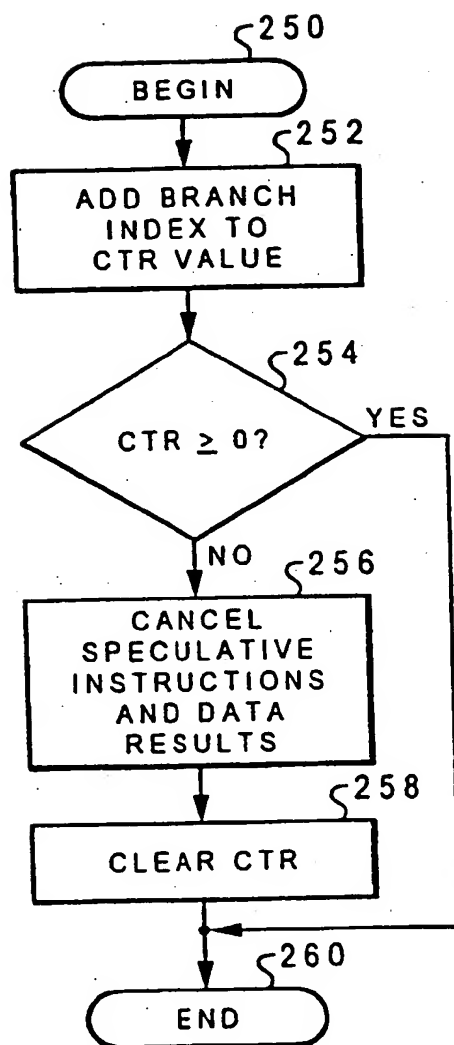 250
BEGIN
252
ADD BRANCH
INDEX TO
CTR VALUE
254
CTR ≥ 0?
YES
NO
256
CANCEL
SPECULATIVE
INSTRUCTIONS
AND DATA
RESULTS
258
CLEAR CTR
260
END